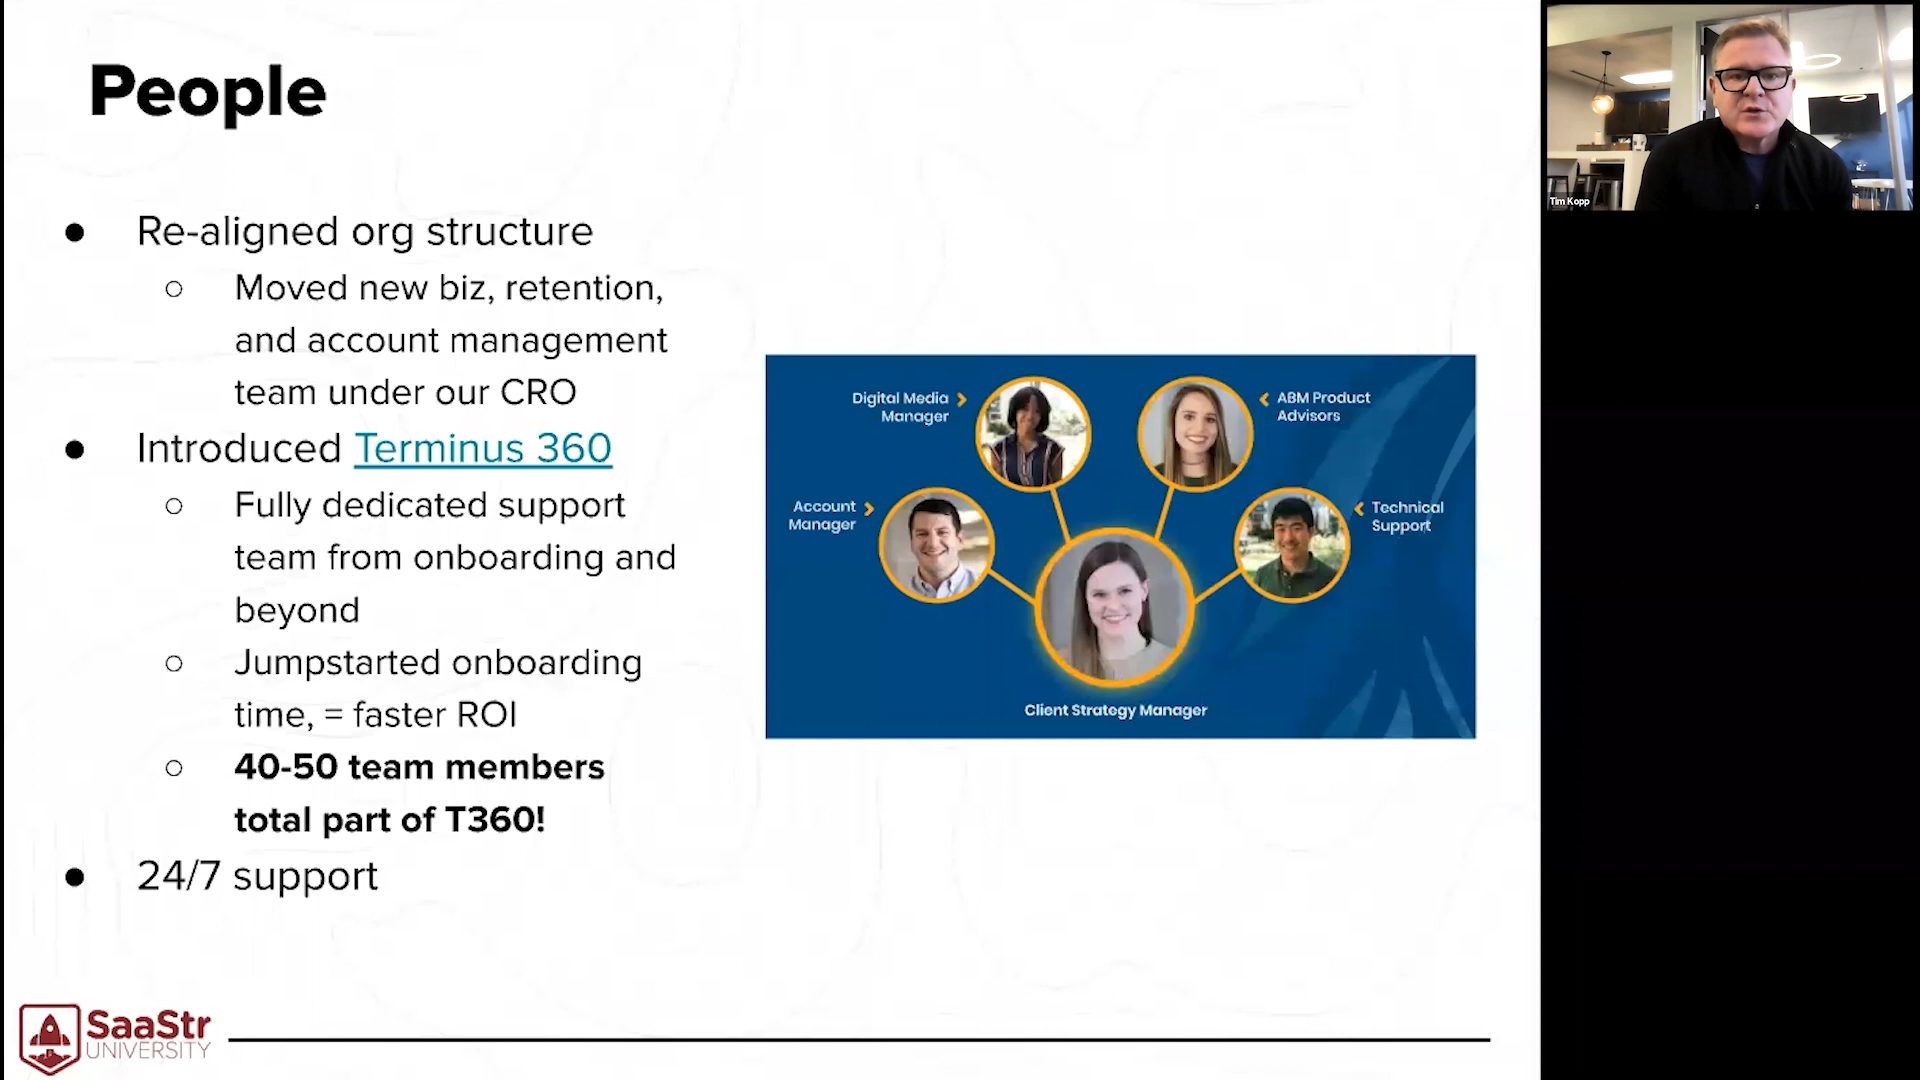 People
● Re-aligned org structure
○ Moved new biz, retention,
and account management
team under our CRO
● Introduced Terminus 360
○ Fully dedicated support
team from onboarding and
beyond
○ Jumpstarted onboarding
time, = faster ROI
○ 40-50 team members
total part of T360!
● 24/7 support
Digital Media
Manager
ABM Product
Advisors
Account
Manager
Technical
Support
Client Strategy Manager
SaaStr
UNIVERSITY
Tim Kopp